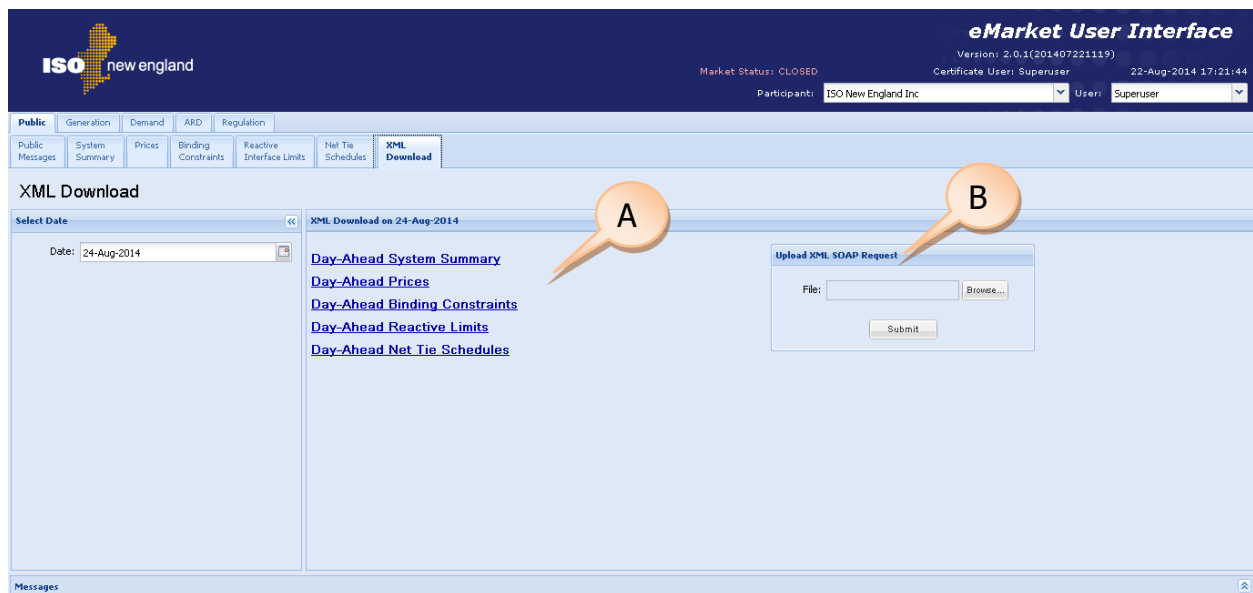 ISO new england
eMarket User Interface
Version: 2.0.1(201407221119)
Market Status: CLOSED Certificate User: Superuser 22-Aug-2014 17:21:44
Participant: ISO New England Inc User: Superuser
Public Generation Demand ARD Regulation
Public Messages System Summary Prices Binding Constraints Reactive Interface Limits Net Tie Schedules XML Download
XML Download
Select Date
Date: 24-Aug-2014
XML Download on 24-Aug-2014
A
Day-Ahead System Summary
Day-Ahead Prices
Day-Ahead Binding Constraints
Day-Ahead Reactive Limits
Day-Ahead Net Tie Schedules
B
Upload XML SOAP Request
File: Browse...
Submit
Messages